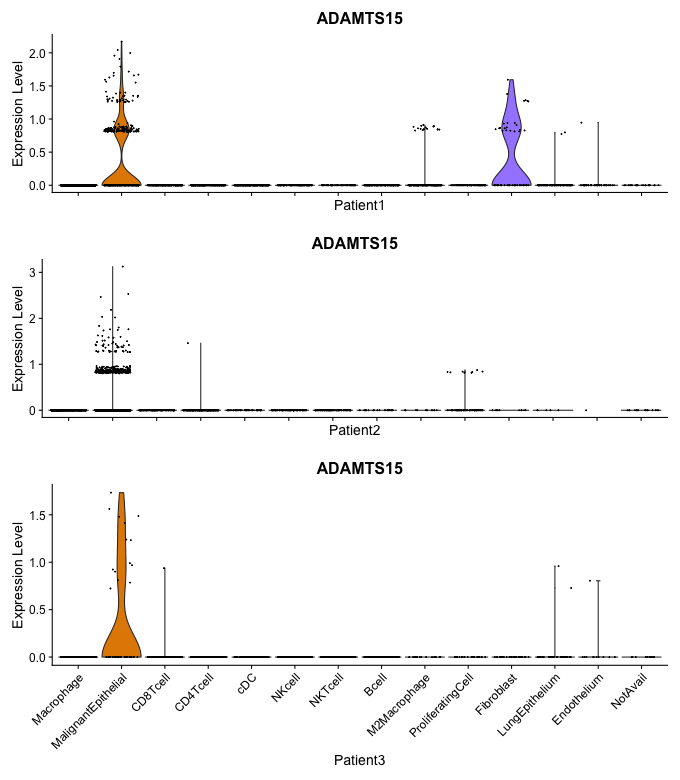 ADAMTS15
Expression Level
2.0
1.5
1.0
0.5
0.0
Patient1
ADAMTS15
Expression Level
3
2
1
0
Patient2
ADAMTS15
Expression Level
1.5
1.0
0.5
0.0
Macrophage
MalignantEpithelial
CD8Tcell
CD4Tcell
cDC
NKcell
NKTcell
Bcell
M2Macrophage
ProliferatingCell
Fibroblast
LungEpithelium
Endothelium
NotAvail
Patient3